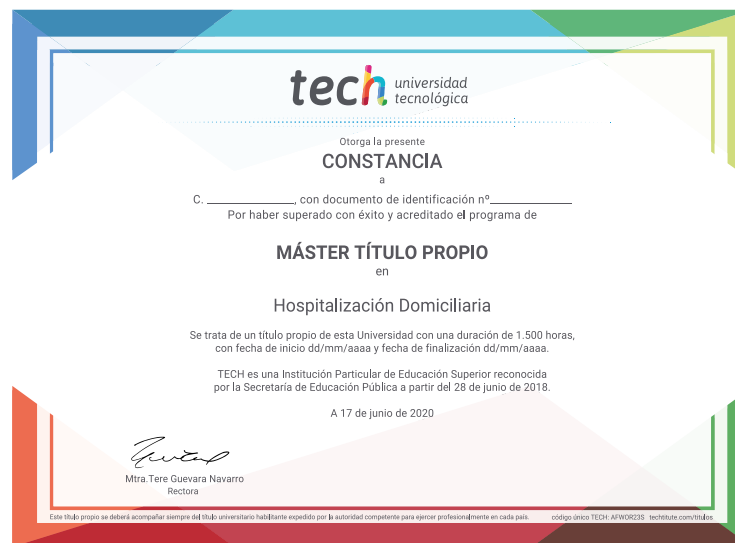 tech universidad
tecnológica
Otorga la presente
CONSTANCIA
a
C. ______________, con documento de identificación nº______________
Por haber superado con éxito y acreditado el programa de
MÁSTER TÍTULO PROPIO
en
Hospitalización Domiciliaria
Se trata de un título propio de esta Universidad con una duración de 1.500 horas,
con fecha de inicio dd/mm/aaaa y fecha de finalización dd/mm/aaaa.
TECH es una Institución Particular de Educación Superior reconocida
por la Secretaría de Educación Pública a partir del 28 de junio de 2018.
A 17 de junio de 2020
Mtra.Tere Guevara Navarro
Rectora
Este título propio se deberá acompañar siempre del título universitario habilitante expedido por la autoridad competente para ejercer profesionalmente en cada país. código único TECH: AFWOR23S techtitute.com/titulos